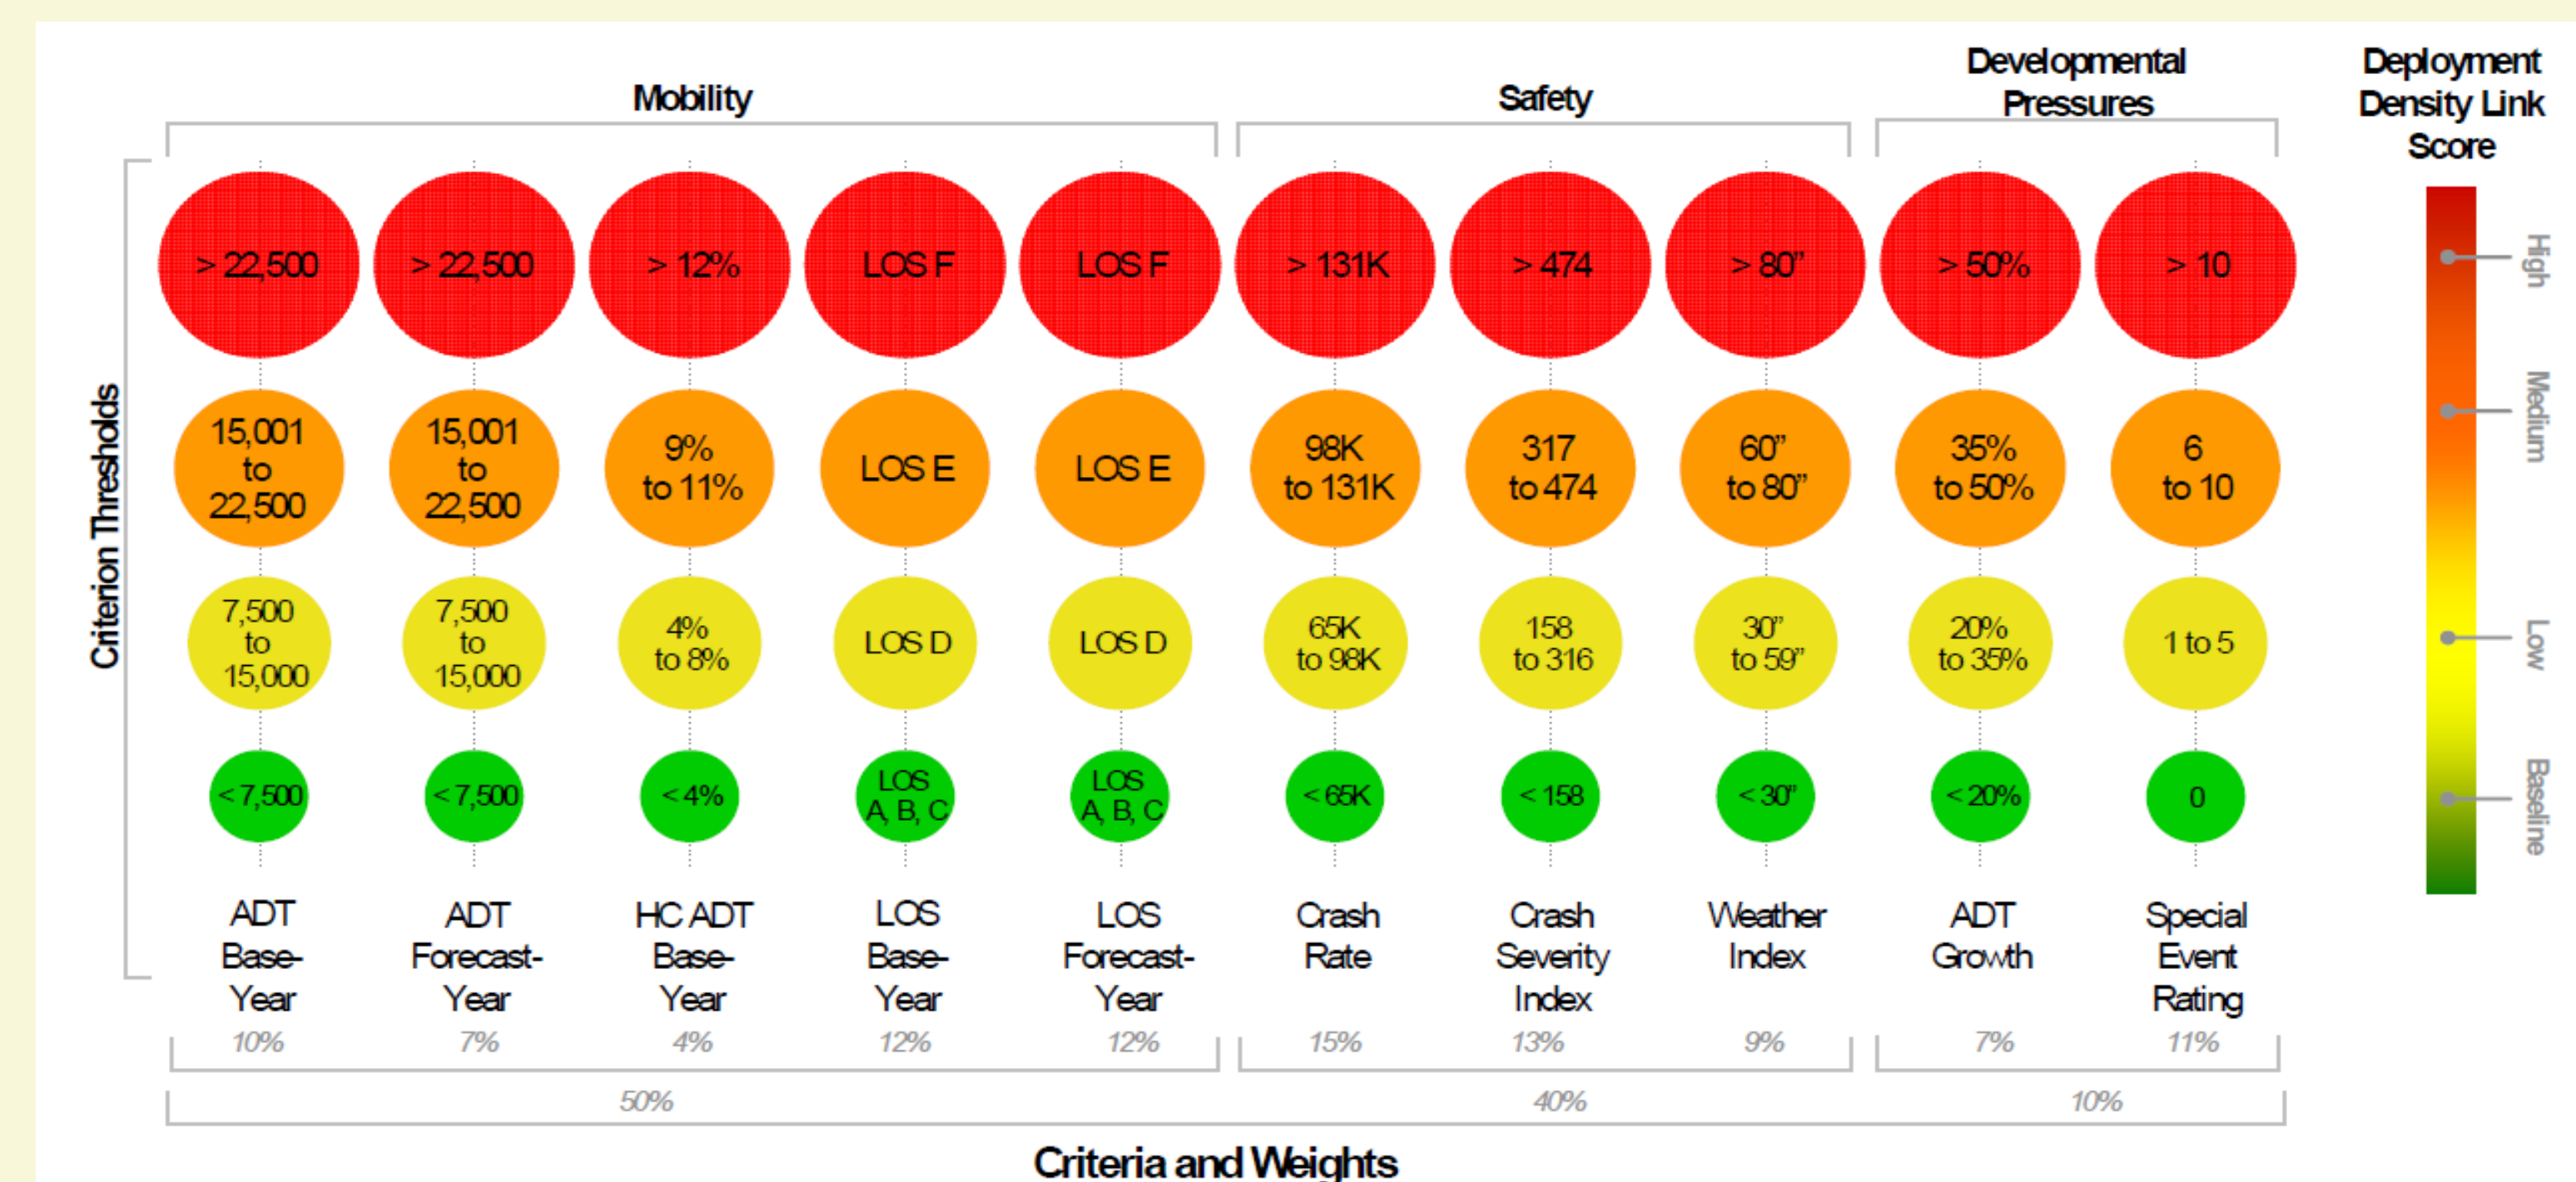 Mobility
Safety
Developmental
Pressures
Deployment
Density Link
Score
Criterion Thresholds
> 22,500
> 22,500
> 12%
LOS F
LOS F
> 131K
> 474
> 80”
> 50%
> 10
15,001
to
22,500
15,001
to
22,500
9%
to 11%
LOS E
LOS E
98K
to 131K
317
to 474
60”
to 80”
35%
to 50%
6
to 10
7,500
to
15,000
7,500
to
15,000
4%
to 8%
LOS D
LOS D
65K
to 98K
158
to 316
30”
to 59”
20%
to 35%
1 to 5
< 7,500
< 7,500
< 4%
LOS
A, B, C
LOS
A, B, C
< 65K
< 158
< 30”
< 20%
0
High
Medium
Low
Baseline
ADT
Base-
Year
ADT
Forecast-
Year
HC ADT
Base-
Year
LOS
Base-
Year
LOS
Forecast-
Year
Crash
Rate
Crash
Severity
Index
Weather
Index
ADT
Growth
Special
Event
Rating
10%
7%
4%
12%
12%
15%
13%
9%
7%
11%
50%
40%
10%
Criteria and Weights